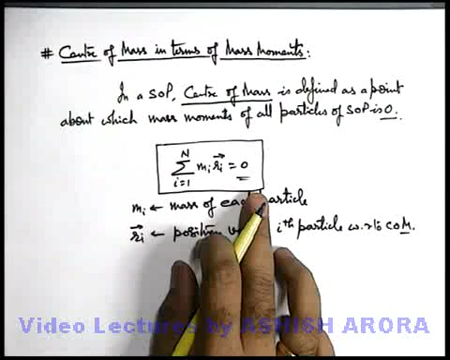 # Centre of Mass in terms of Mass Moments:
In a SOP, Centre of Mass is defined as a point
about which mass moments of all particles of SOP is 0.
N
∑ mᵢr⃗ᵢ = 0
i=1
mᵢ ← mass of each particle
r⃗ᵢ ← position iᵗʰ particle w.r.to COM.
Video Lectures by ASHISH ARORA